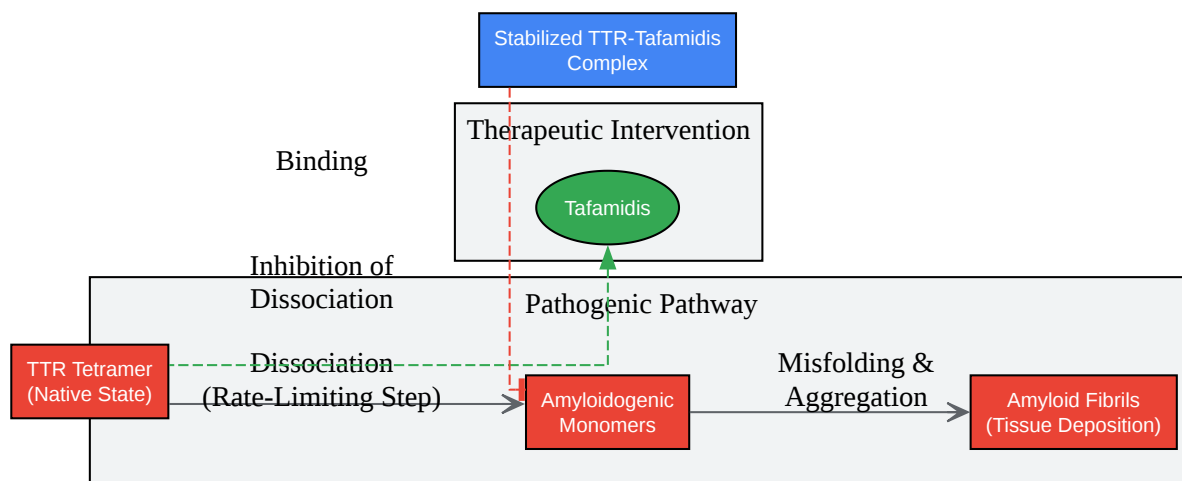 Stabilized TTR-Tafamidis
Complex
Therapeutic Intervention
Binding
Tafamidis
Inhibition of
Dissociation
Pathogenic Pathway
TTR Tetramer
(Native State)
Dissociation
(Rate-Limiting Step)
Amyloidogenic
Monomers
Misfolding &
Aggregation
Amyloid Fibrils
(Tissue Deposition)